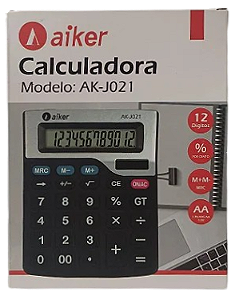 aiker
Calculadora
Modelo: AK-J021
aiker
AK-J021
123456789012
12
Digitos
MRC M- M+
%
→ +/- √ CE ON/AC
7 8 9 % GT
M+M-
MRC
4 5 6 × ÷
AA
1 2 3 + −
0 00 . =